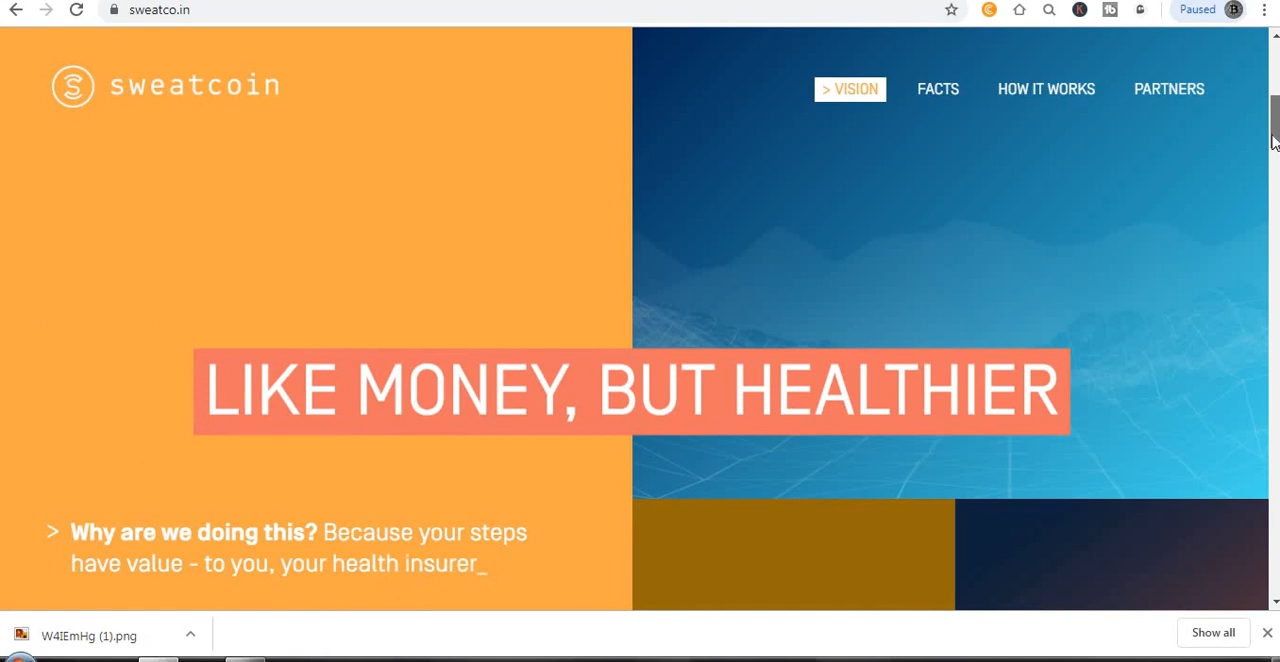 sweatco.in
Paused
sweatcoin
> VISION
FACTS
HOW IT WORKS
PARTNERS
LIKE MONEY, BUT HEALTHIER
> Why are we doing this? Because your steps
have value - to you, your health insurer_
W4IEmHg (1).png
Show all